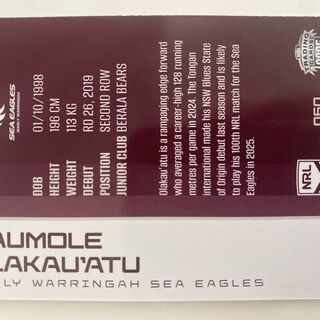 SEA EAGLES
DOB 01/10/1998
HEIGHT 196 CM
WEIGHT 113 KG
DEBUT RD 26, 2019
POSITION SECOND ROW
JUNIOR CLUB BERALA BEARS
Olakau'atu is a rampaging edge forward
who averaged a career-high 128 running
metres per game in 2024. The Tongan
international made his NSW Blues State
of Origin debut last season and is likely
to play his 100th NRL match for the Sea
Eagles in 2025.
TRADING
CARDS
060
NRL
AUMOLE
LAKAU'ATU
LY WARRINGAH SEA EAGLES